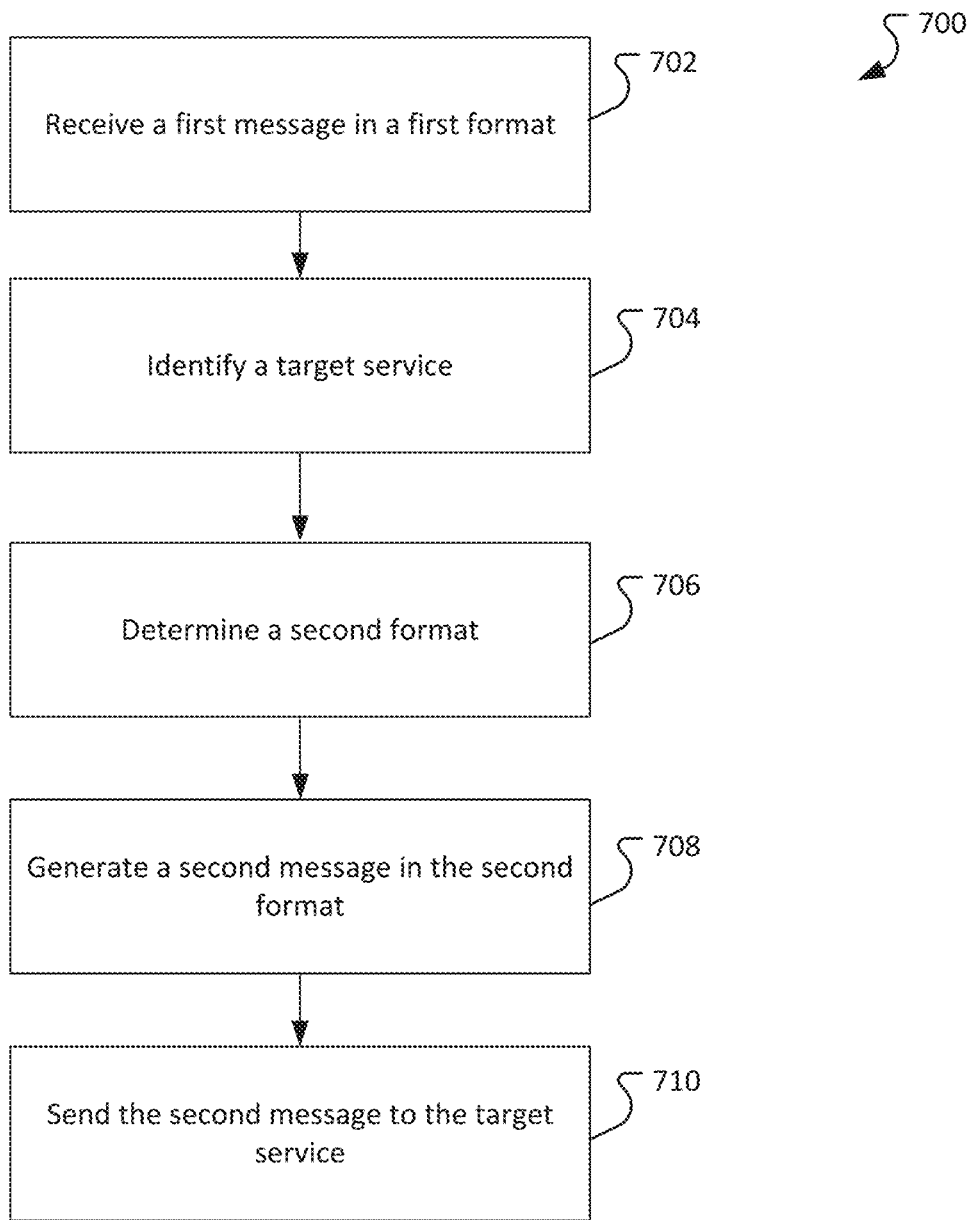 700
702
Receive a first message in a first format
704
Identify a target service
706
Determine a second format
708
Generate a second message in the second
format
710
Send the second message to the target
service